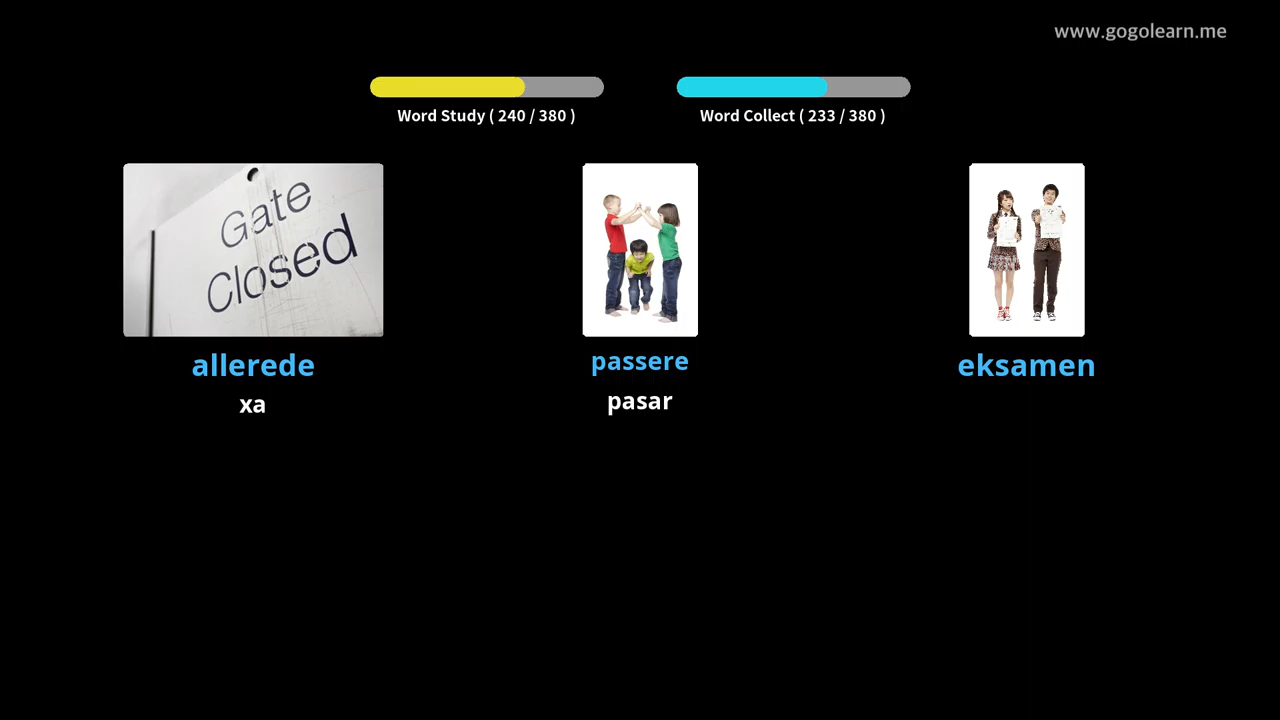 www.gogolearn.me
Word Study ( 240 / 380 )
Word Collect ( 233 / 380 )
Gate
Closed
allerede
passere
eksamen
xa
pasar